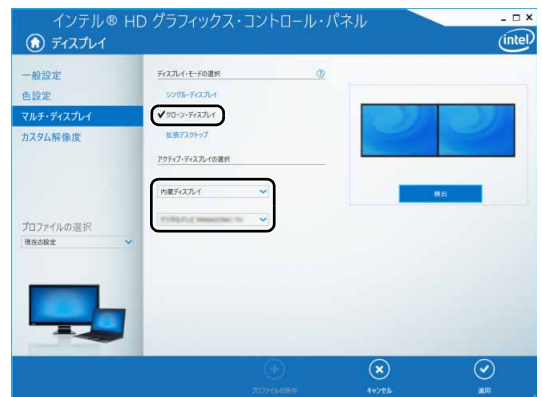 インテル® HD グラフィックス・コントロール・パネル
ディスプレイ
intel
一般設定
色設定
マルチ・ディスプレイ
カスタム解像度
プロファイルの選択
現在の設定
ディスプレイ・モードの選択
?
シングル・ディスプレイ
クローン・ディスプレイ
拡張デスクトップ
アクティブ・ディスプレイの選択
内蔵ディスプレイ
デジタルテレビ
検出
プロファイルの保存
キャンセル
適用